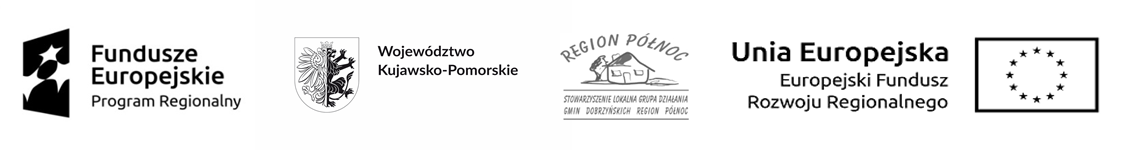 Fundusze
Europejskie
Program Regionalny
Województwo
Kujawsko-Pomorskie
REGION PÓŁNOC
STOWARZYSZENIE LOKALNA GRUPA DZIAŁANIA
GMIN DOBRZYŃSKICH REGION PÓŁNOC
Unia Europejska
Europejski Fundusz
Rozwoju Regionalnego